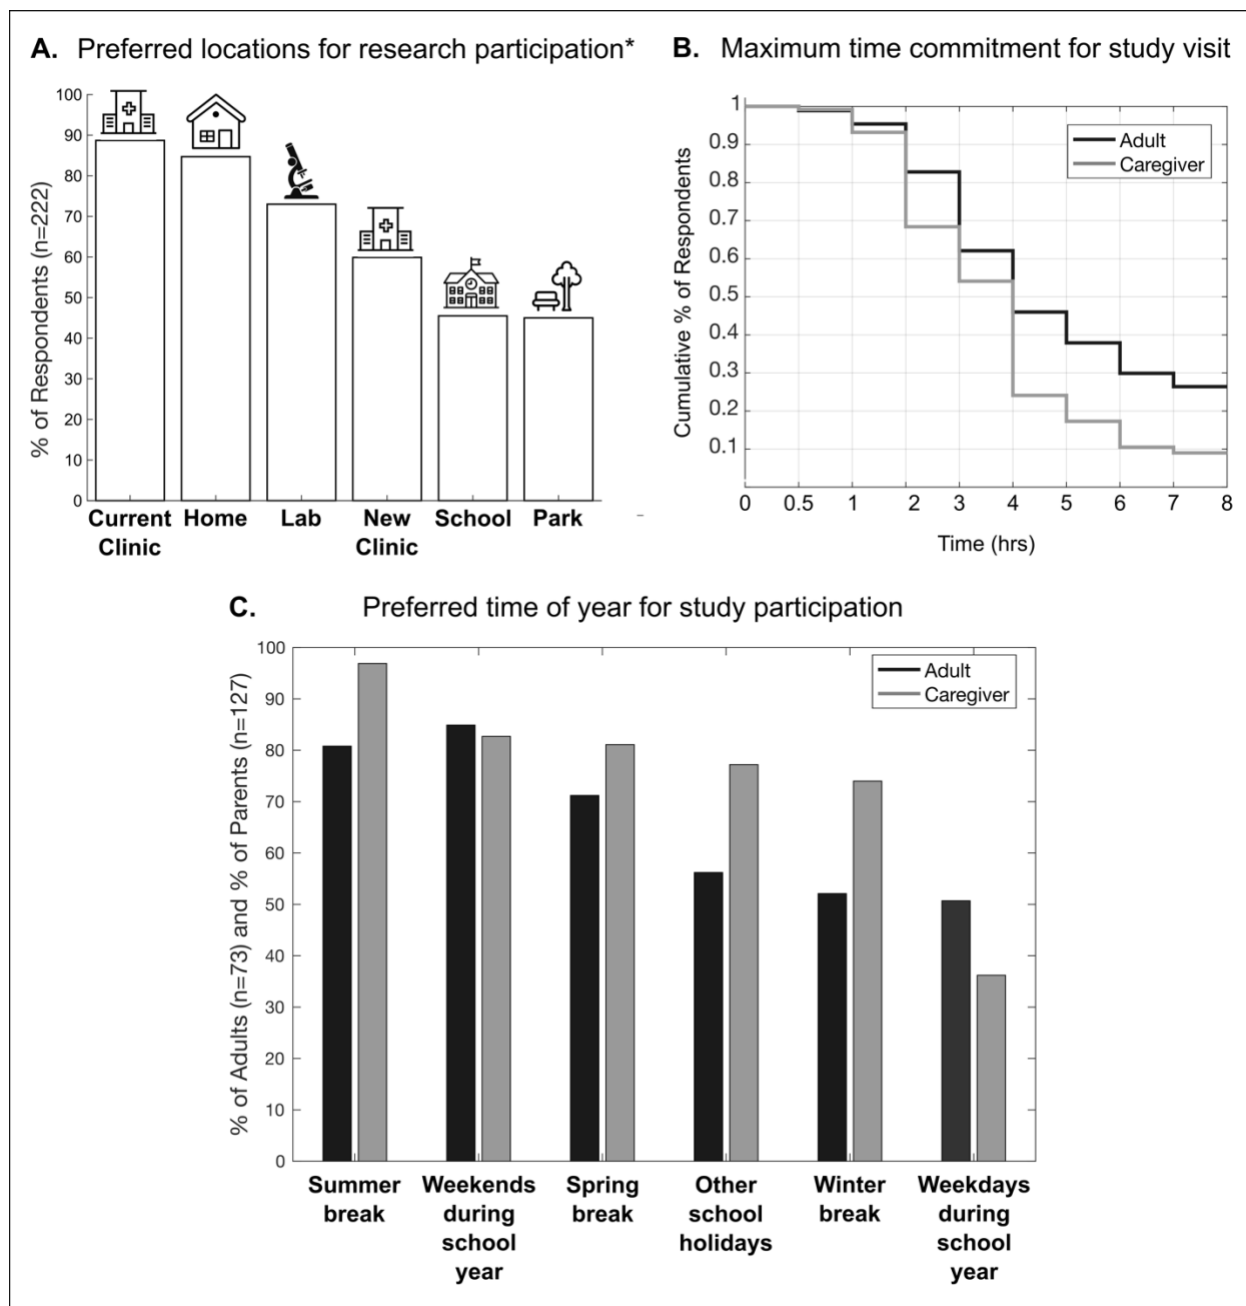 A. Preferred locations for research participation*
100
90
80
70
60
50
40
30
20
10
0
% of Respondents (n=222)
Current Clinic
Home
Lab
New Clinic
School
Park
B. Maximum time commitment for study visit
1
0.9
0.8
0.7
0.6
0.5
0.4
0.3
0.2
0.1
Cumulative % of Respondents
Adult
Caregiver
0 0.5 1 2 3 4 5 6 7 8
Time (hrs)
C. Preferred time of year for study participation
100
90
80
70
60
50
40
30
20
10
0
% of Adults (n=73) and % of Parents (n=127)
Adult
Caregiver
Summer
break
Weekends
during
school
year
Spring
break
Other
school
holidays
Winter
break
Weekdays
during
school
year